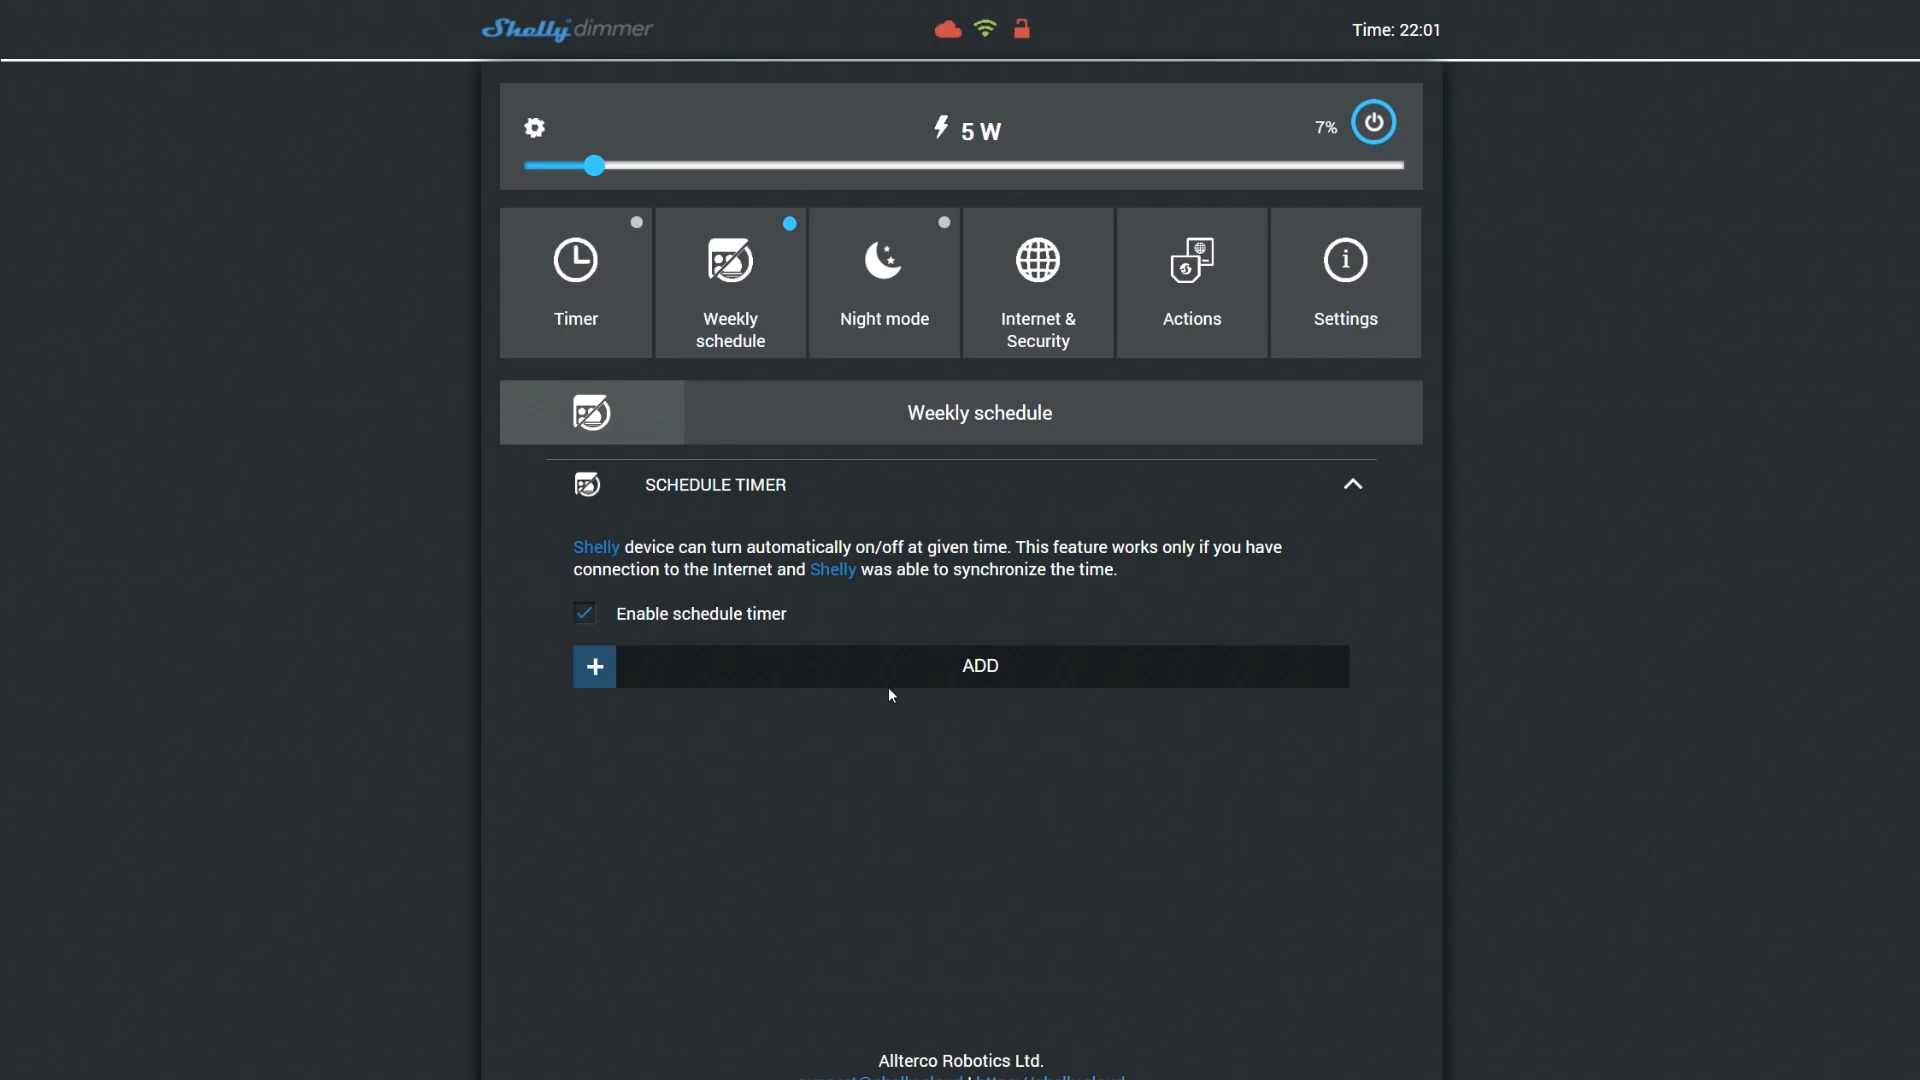 Shelly dimmer
Time: 22:01
5 W
7%
Timer
Weekly
schedule
Night mode
Internet &
Security
Actions
Settings
Weekly schedule
SCHEDULE TIMER
Shelly device can turn automatically on/off at given time. This feature works only if you have
connection to the Internet and Shelly was able to synchronize the time.
Enable schedule timer
+ ADD
Allterco Robotics Ltd.